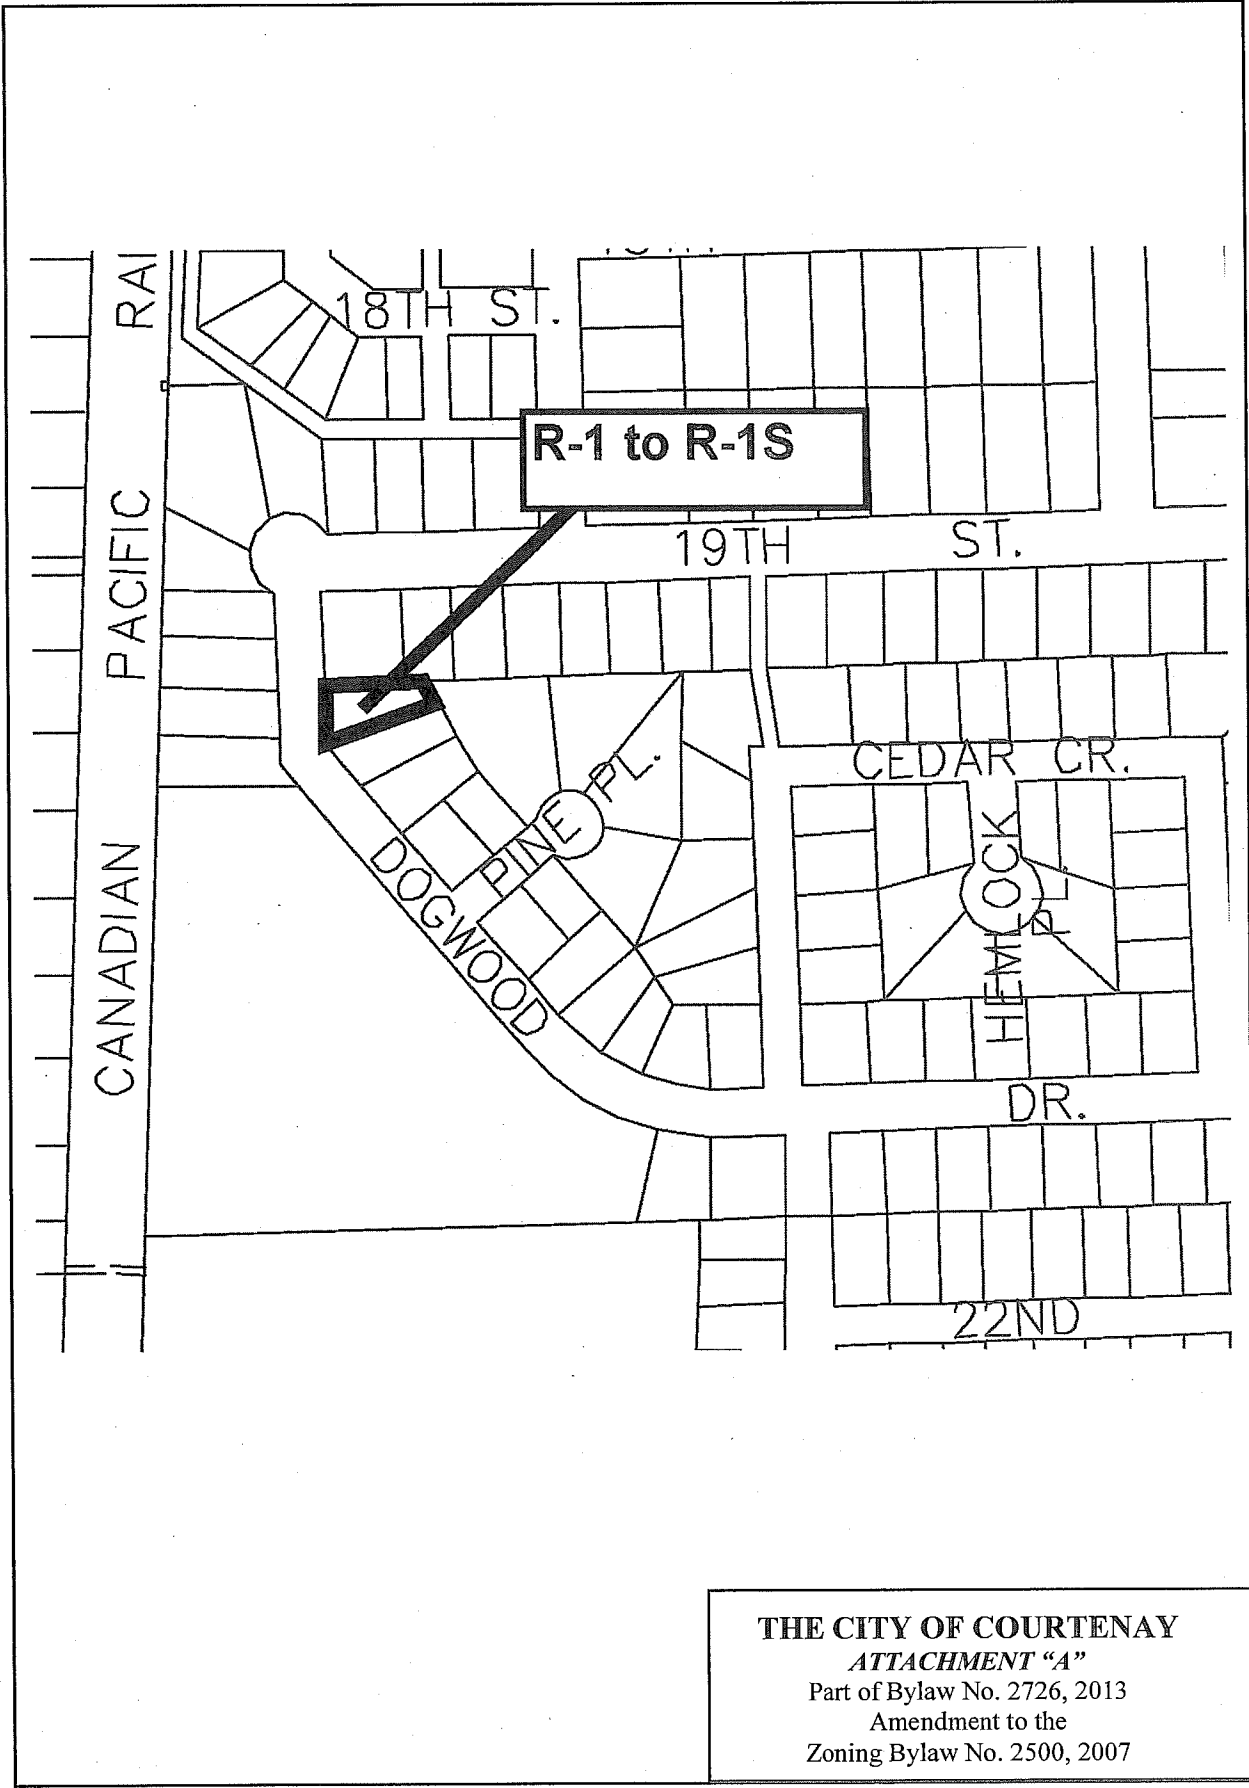 RAI
18TH ST.
R-1 to R-1S
19TH ST.
PACIFIC
CEDAR CR.
PINE PL.
HEMLOCK PL.
DOGWOOD
CANADIAN
DR.
22ND
THE CITY OF COURTENAY
ATTACHMENT “A”
Part of Bylaw No. 2726, 2013
Amendment to the
Zoning Bylaw No. 2500, 2007